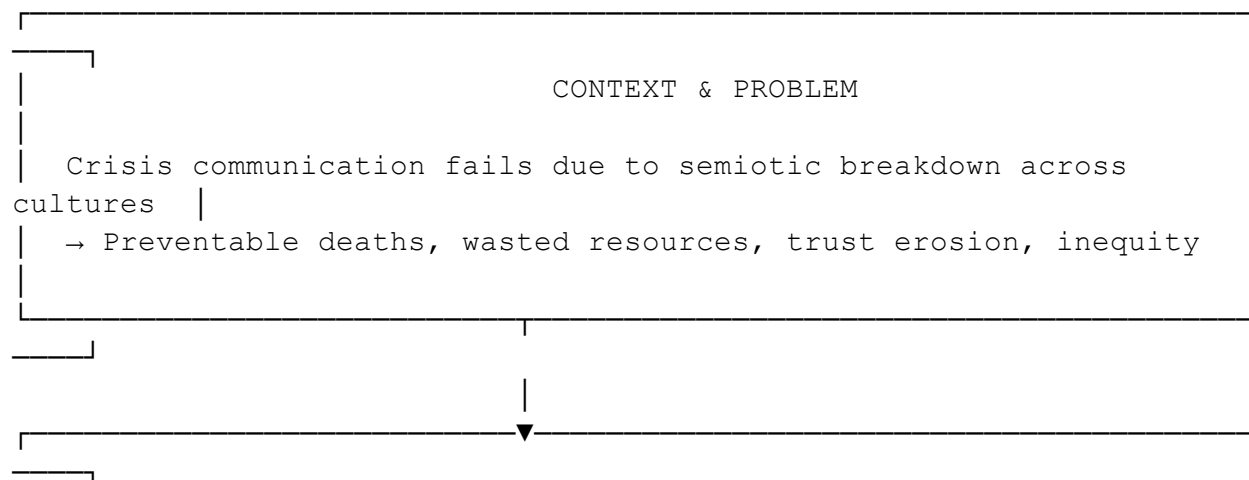 CONTEXT & PROBLEM
Crisis communication fails due to semiotic breakdown across
cultures
→ Preventable deaths, wasted resources, trust erosion, inequity